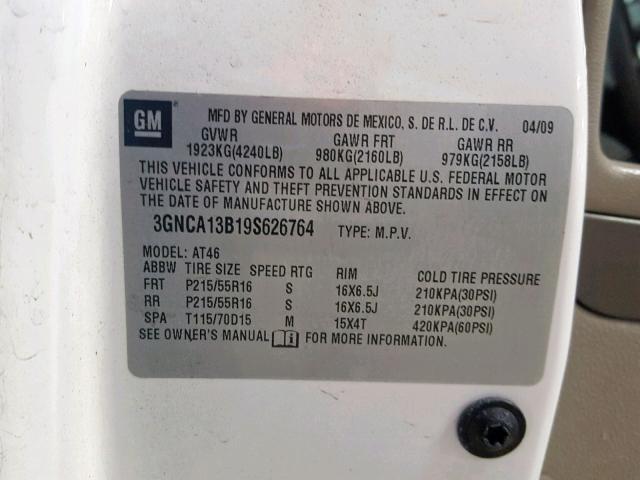 GM MFD BY GENERAL MOTORS DE MEXICO, S. DE R.L. DE C.V. 04/09
GVWR GAWR FRT GAWR RR
1923KG(4240LB) 980KG(2160LB) 979KG(2158LB)
THIS VEHICLE CONFORMS TO ALL APPLICABLE U.S. FEDERAL MOTOR
VEHICLE SAFETY AND THEFT PREVENTION STANDARDS IN EFFECT ON
THE DATE OF MANUFACTURE SHOWN ABOVE.
3GNCA13B19S626764 TYPE: M.P.V.
MODEL: AT46
ABBW TIRE SIZE SPEED RTG RIM COLD TIRE PRESSURE
FRT P215/55R16 S 16X6.5J 210KPA(30PSI)
RR P215/55R16 S 16X6.5J 210KPA(30PSI)
SPA T115/70D15 M 15X4T 420KPA(60PSI)
SEE OWNER'S MANUAL FOR MORE INFORMATION.